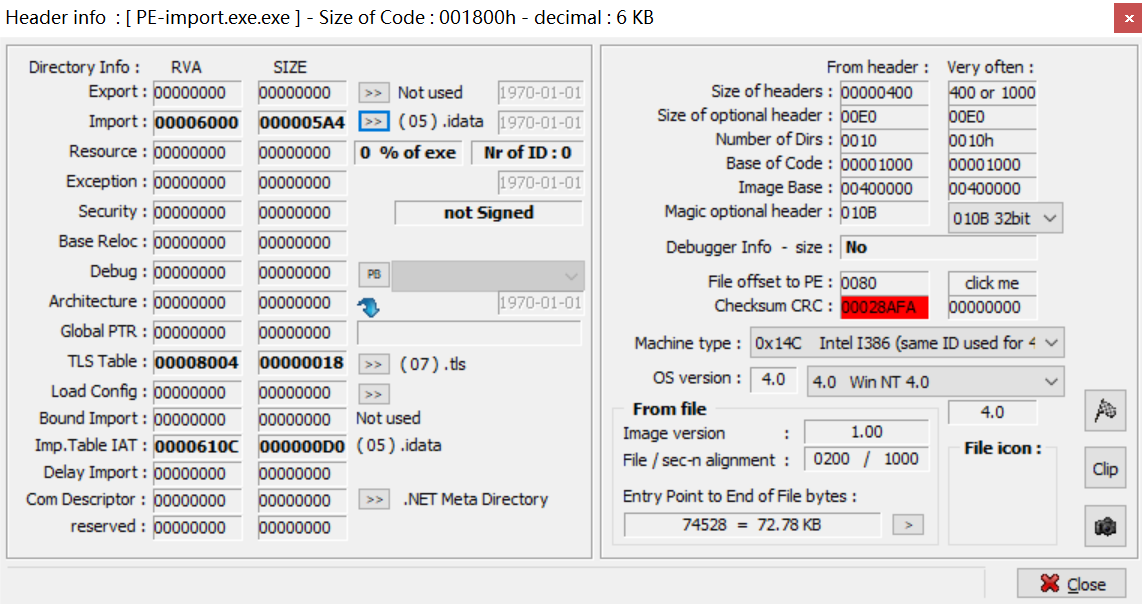 Header info : [ PE-import.exe.exe ] - Size of Code : 001800h - decimal : 6 KB
Directory Info : RVA SIZE
Export : 00000000 00000000 >> Not used 1970-01-01
Import : 00006000 000005A4 >> ( 05 ) .idata 1970-01-01
Resource : 00000000 00000000 0 % of exe Nr of ID : 0
Exception : 00000000 00000000 1970-01-01
Security : 00000000 00000000 not Signed
Base Reloc : 00000000 00000000
Debug : 00000000 00000000 PB
Architecture : 00000000 00000000 1970-01-01
Global PTR : 00000000 00000000
TLS Table : 00008004 00000018 >> ( 07 ) .tls
Load Config : 00000000 00000000 >>
Bound Import : 00000000 00000000 Not used
Imp.Table IAT : 0000610C 000000D0 ( 05 ) .idata
Delay Import : 00000000 00000000
Com Descriptor : 00000000 00000000 >> .NET Meta Directory
reserved : 00000000 00000000
From header : Very often :
Size of headers : 00000400 400 or 1000
Size of optional header : 00E0 00E0
Number of Dirs : 0010 0010h
Base of Code : 00001000 00001000
Image Base : 00400000 00400000
Magic optional header : 010B 010B 32bit
Debugger Info - size : No
File offset to PE : 0080 click me
Checksum CRC : 00028AFA 00000000
Machine type : 0x14C Intel I386 (same ID used for 4
OS version : 4.0 4.0 Win NT 4.0
From file 4.0
Image version : 1.00
File / sec-n alignment : 0200 / 1000
File icon :
Entry Point to End of File bytes :
74528 = 72.78 KB >
Clip
Close